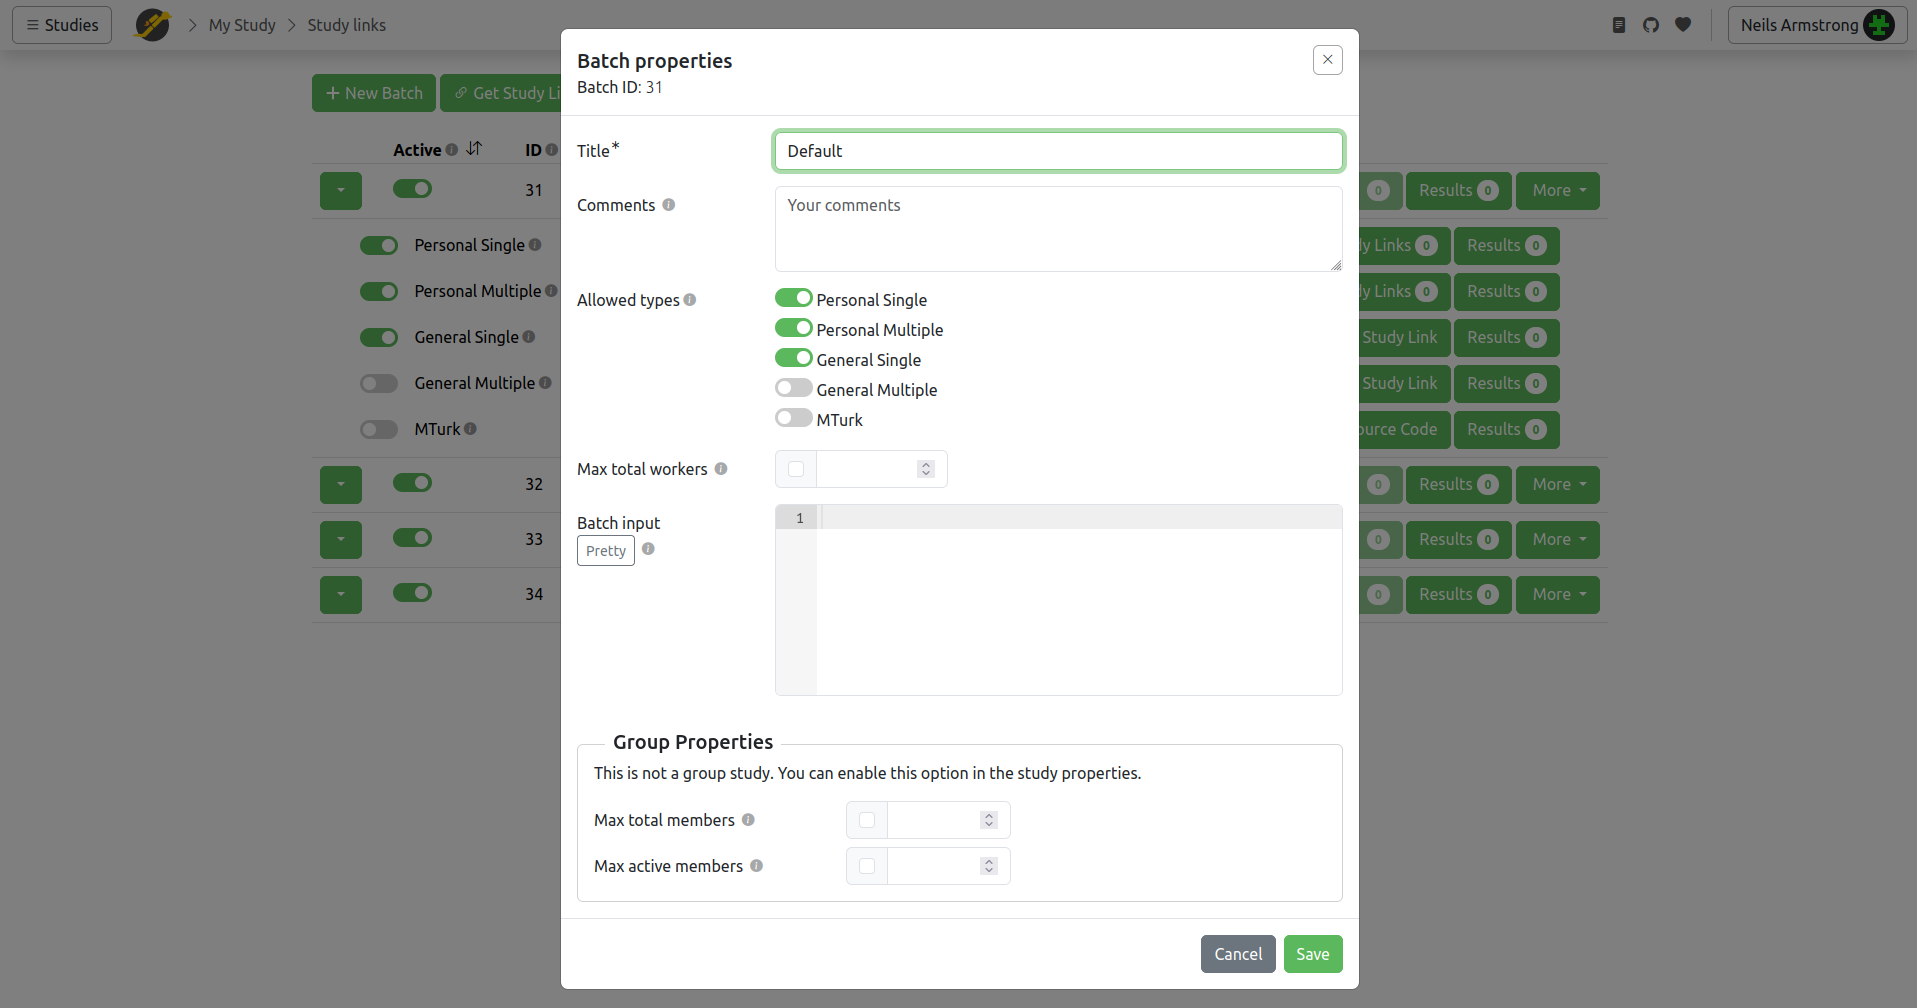 Studies
My Study
Study links
Neils Armstrong
Batch properties
Batch ID: 31
New Batch
Get Study Li
Active
ID
Title*
Default
31
0
Results 0
More
Comments
Your comments
Personal Single
Links 0
Results 0
Personal Multiple
Links 0
Results 0
Allowed types
Personal Single
Personal Multiple
General Single
General Multiple
MTurk
General Single
Study Link
Results 0
General Multiple
Study Link
Results 0
MTurk
ource Code
Results 0
Max total workers
32
0
Results 0
More
Batch input
Pretty
1
33
0
Results 0
More
34
0
Results 0
More
Group Properties
This is not a group study. You can enable this option in the study properties.
Max total members
Max active members
Cancel
Save